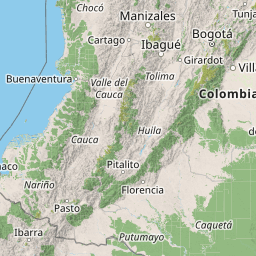 Chocó
Manizales
Tunja
Cartago
Bogotá
Ibagué
Girardot
Buenaventura
Valle del
Cauca
Tolima
Villa
Colombia
Cauca
Huila
Pitalito
naco
Nariño
Florencia
Pasto
Caquetá
Ibarra
Putumayo